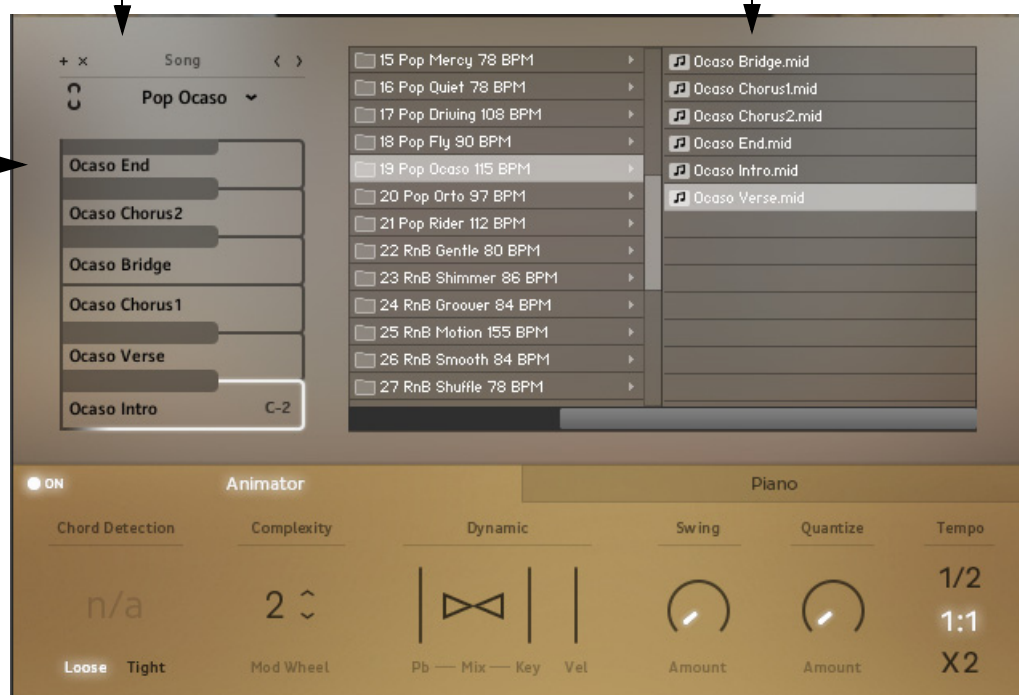 + × Song < >
Pop Ocaso
Ocaso End
Ocaso Chorus2
Ocaso Bridge
Ocaso Chorus1
Ocaso Verse
Ocaso Intro C-2
15 Pop Mercy 78 BPM
16 Pop Quiet 78 BPM
17 Pop Driving 108 BPM
18 Pop Fly 90 BPM
19 Pop Ocaso 115 BPM
20 Pop Orto 97 BPM
21 Pop Rider 112 BPM
22 RnB Gentle 80 BPM
23 RnB Shimmer 86 BPM
24 RnB Groover 84 BPM
25 RnB Motion 155 BPM
26 RnB Smooth 84 BPM
27 RnB Shuffle 78 BPM
Ocaso Bridge.mid
Ocaso Chorus1.mid
Ocaso Chorus2.mid
Ocaso End.mid
Ocaso Intro.mid
Ocaso Verse.mid
ON Animator Piano
Chord Detection Complexity Dynamic Swing Quantize Tempo
n/a 2 1/2
1:1
X2
Loose Tight Mod Wheel Pb — Mix — Key Vel Amount Amount